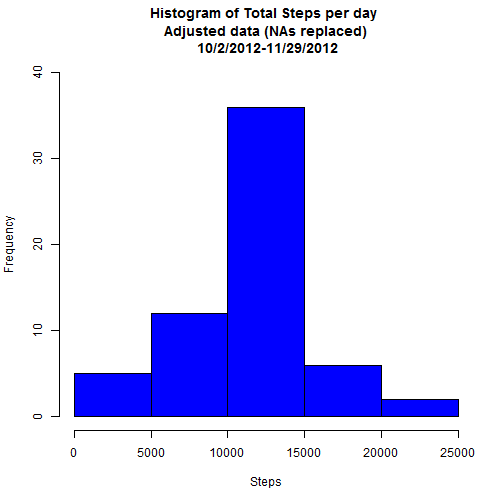 Histogram of Total Steps per day
Adjusted data (NAs replaced)
10/2/2012-11/29/2012
40
30
20
10
0
Frequency
0 5000 10000 15000 20000 25000
Steps